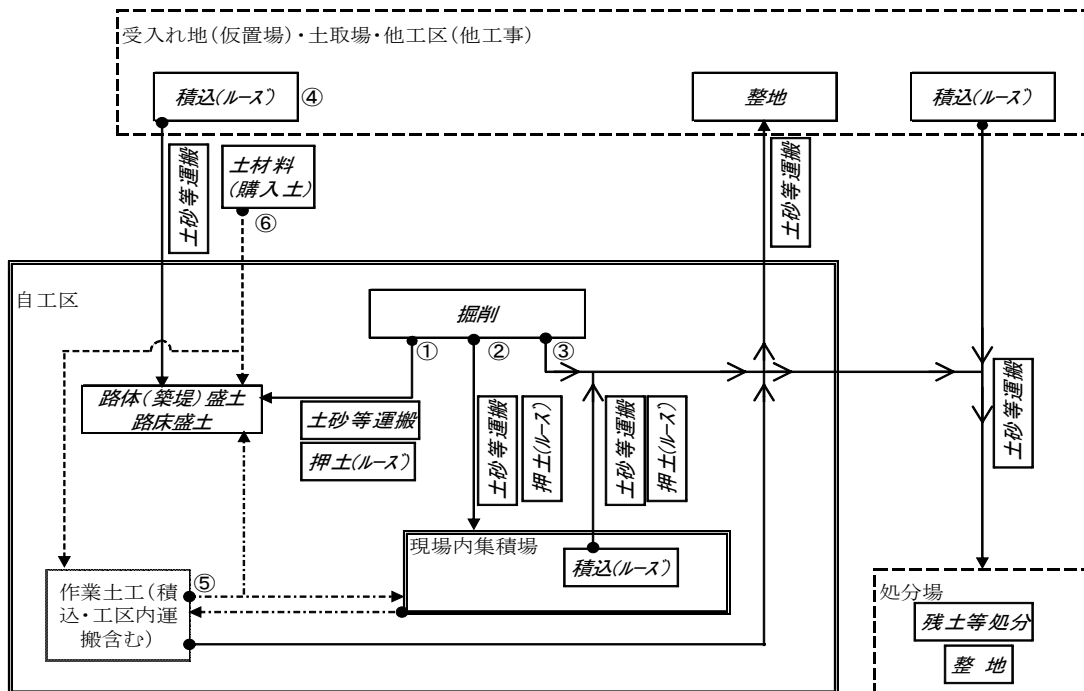 受入れ地(仮置場)・土取場・他工区(他工事)
積込(ルーズ)
④
整地
積込(ルーズ)
土砂等運搬
土材料
(購入土)
⑥
土砂等運搬
自工区
掘削
①
②
③
路体(築堤)盛土
路床盛土
土砂等運搬
押土(ルーズ)
土砂等運搬
押土(ルーズ)
土砂等運搬
押土(ルーズ)
土砂等運搬
現場内集積場
積込(ルーズ)
作業土工(積
込・工区内運
搬含む)
⑤
処分場
残土等処分
整 地